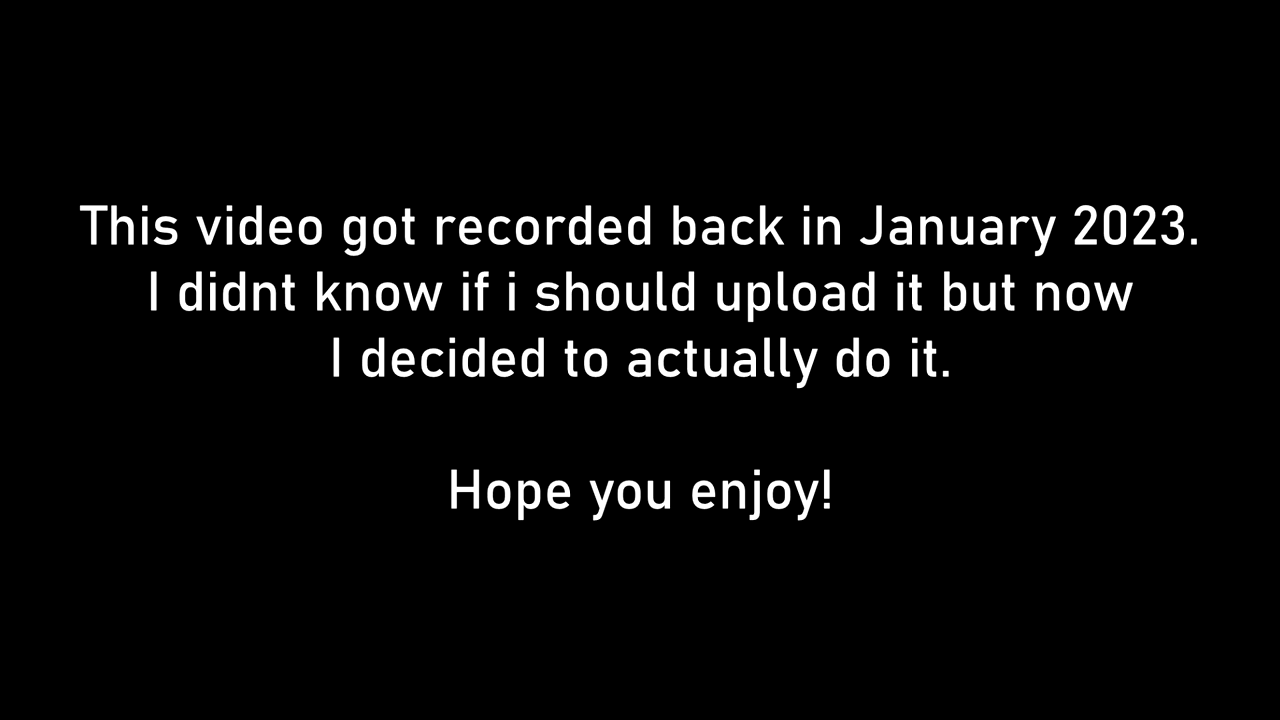 This video got recorded back in January 2023.
I didnt know if i should upload it but now
I decided to actually do it.
Hope you enjoy!